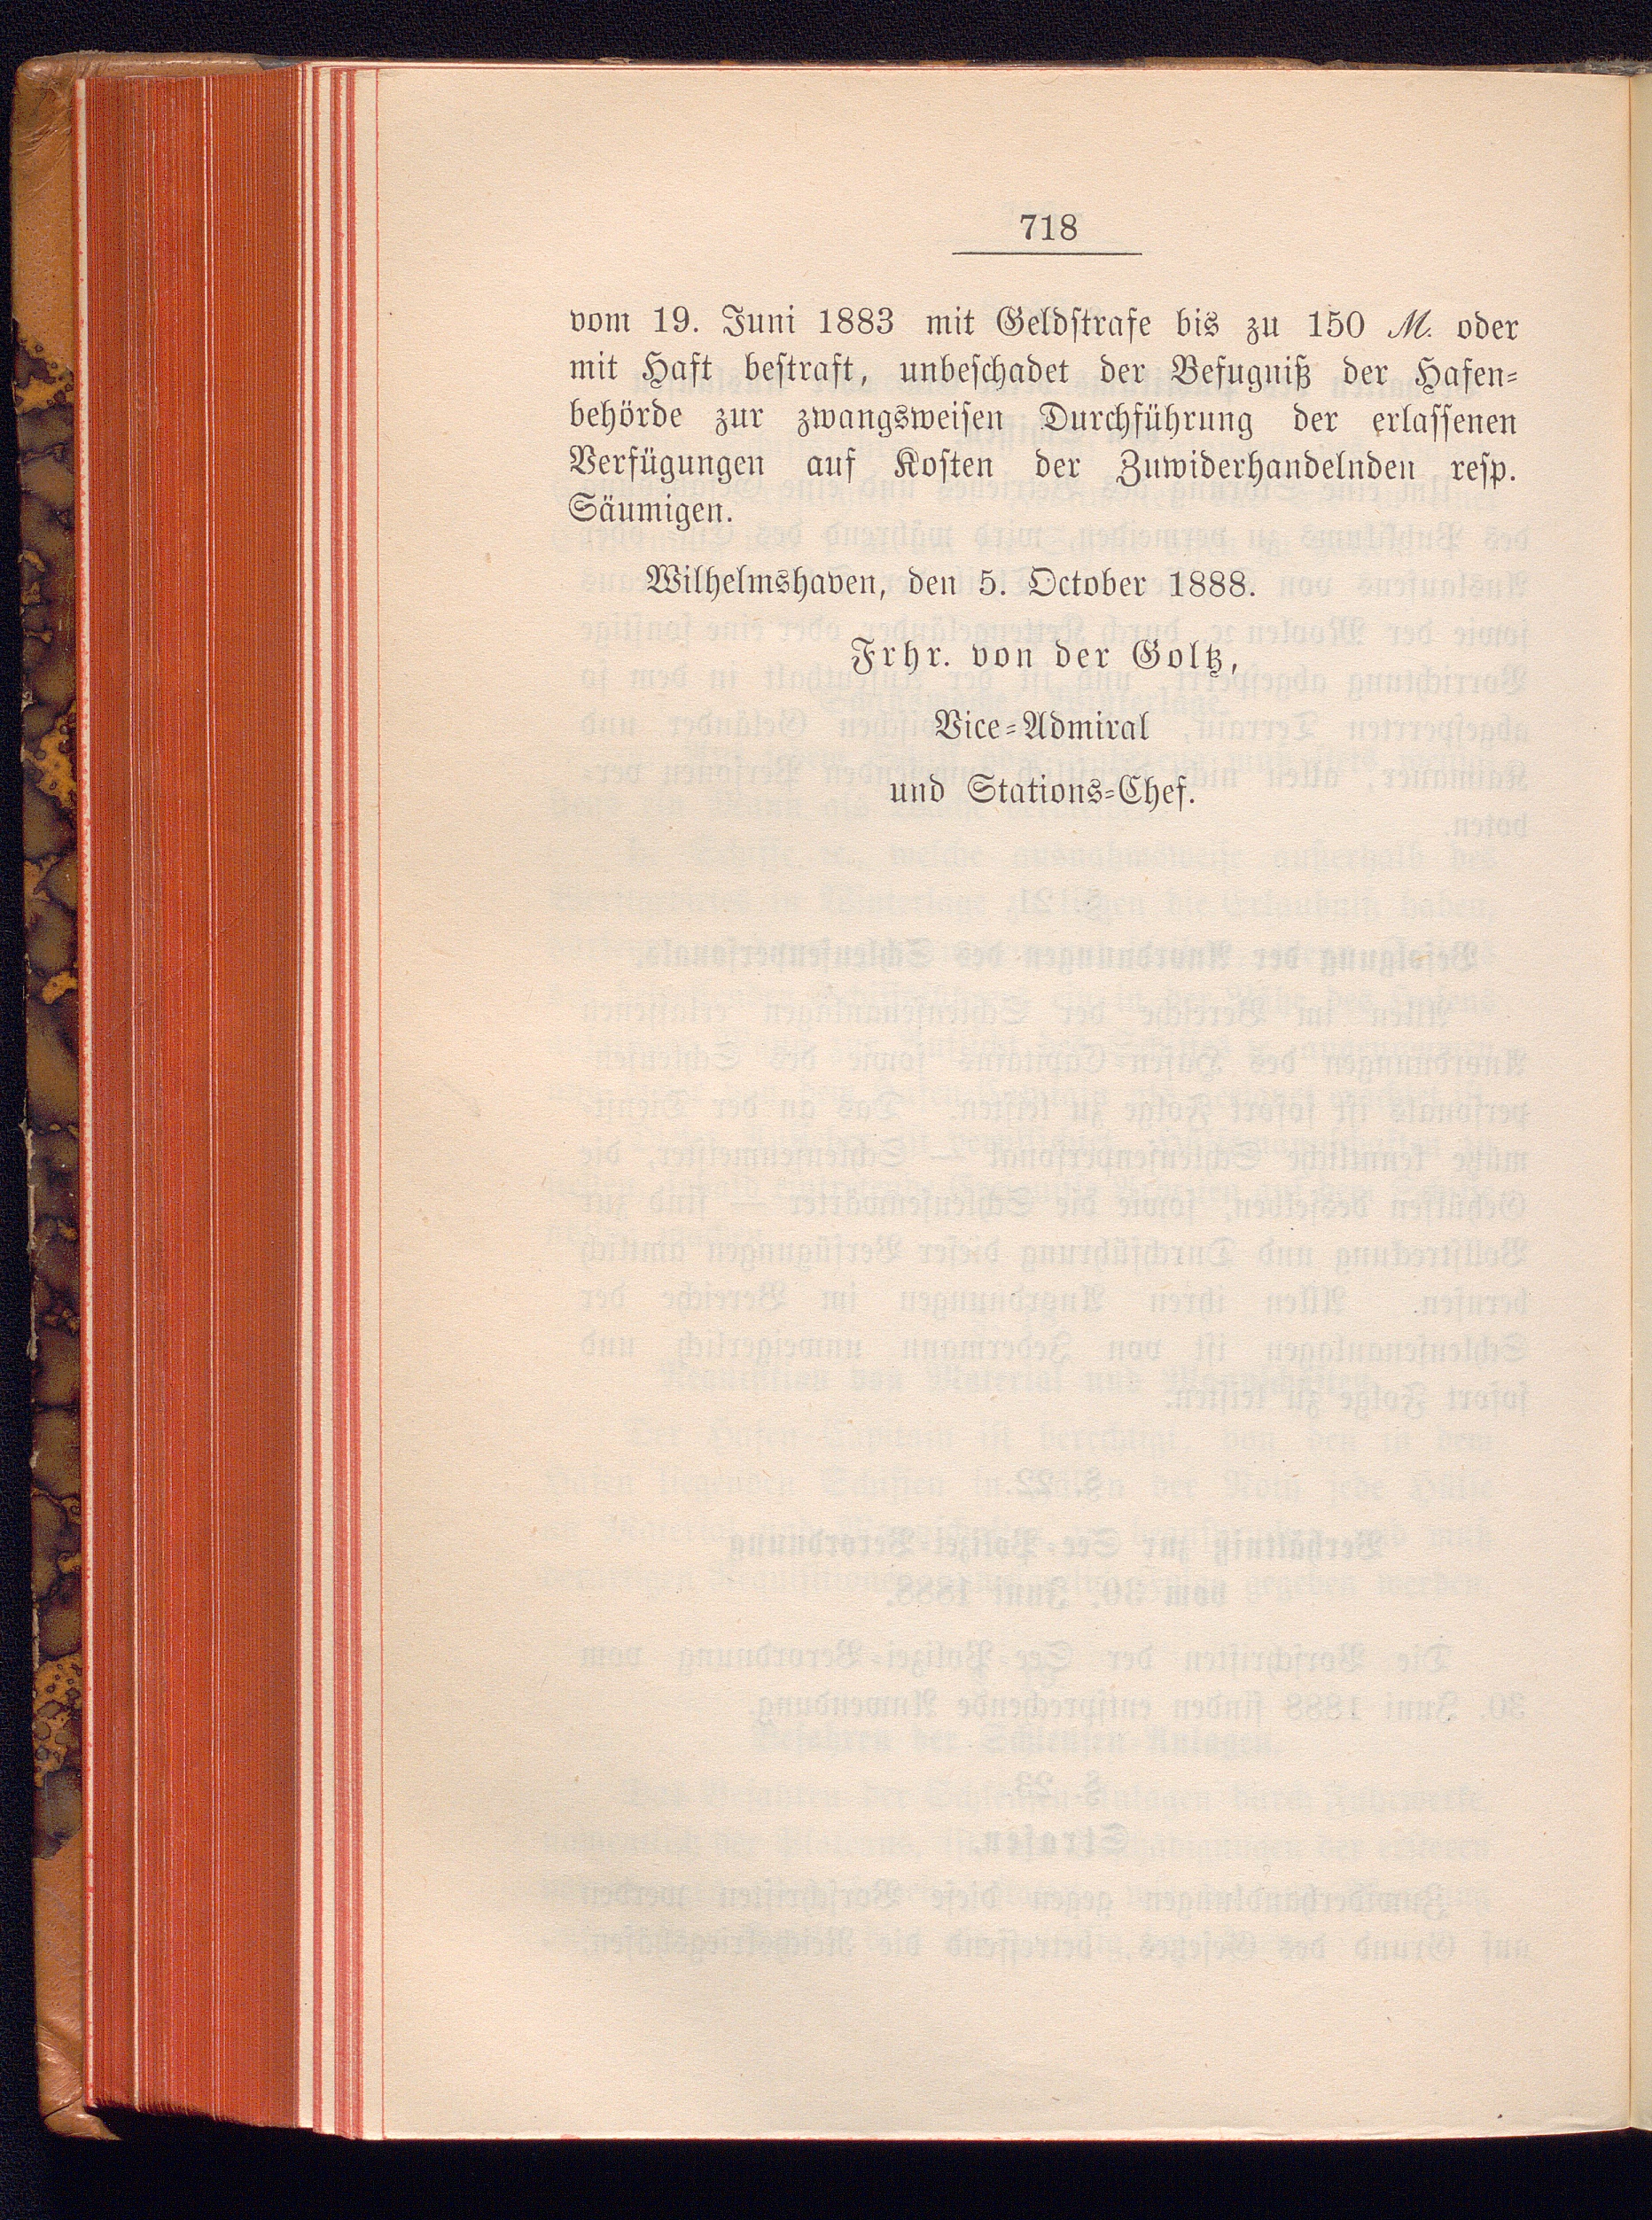 718
vom 19. Juni 1883 mit Geldstrafe bis zu 150 M. oder
mit Haft bestraft, unbeschadet der Befugniß der Hafen-
behörde zur zwangsweisen Durchführung der erlassenen
Verfügungen auf Kosten der Zuwiderhandelnden resp.
Säumigen.
Wilhelmshaven, den 5. October 1888.
Frhr. von der Goltz,
Vice-Admiral
und Stations-Chef.